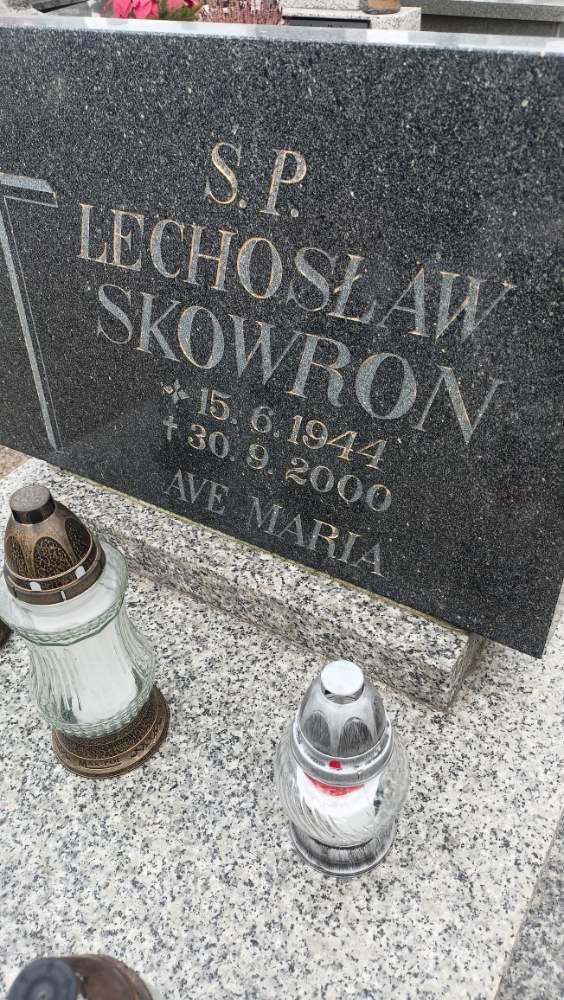 S.P.
LECHOSŁAW
SKOWRON
15. 6. 1944
† 30. 9. 2000
AVE MARIA